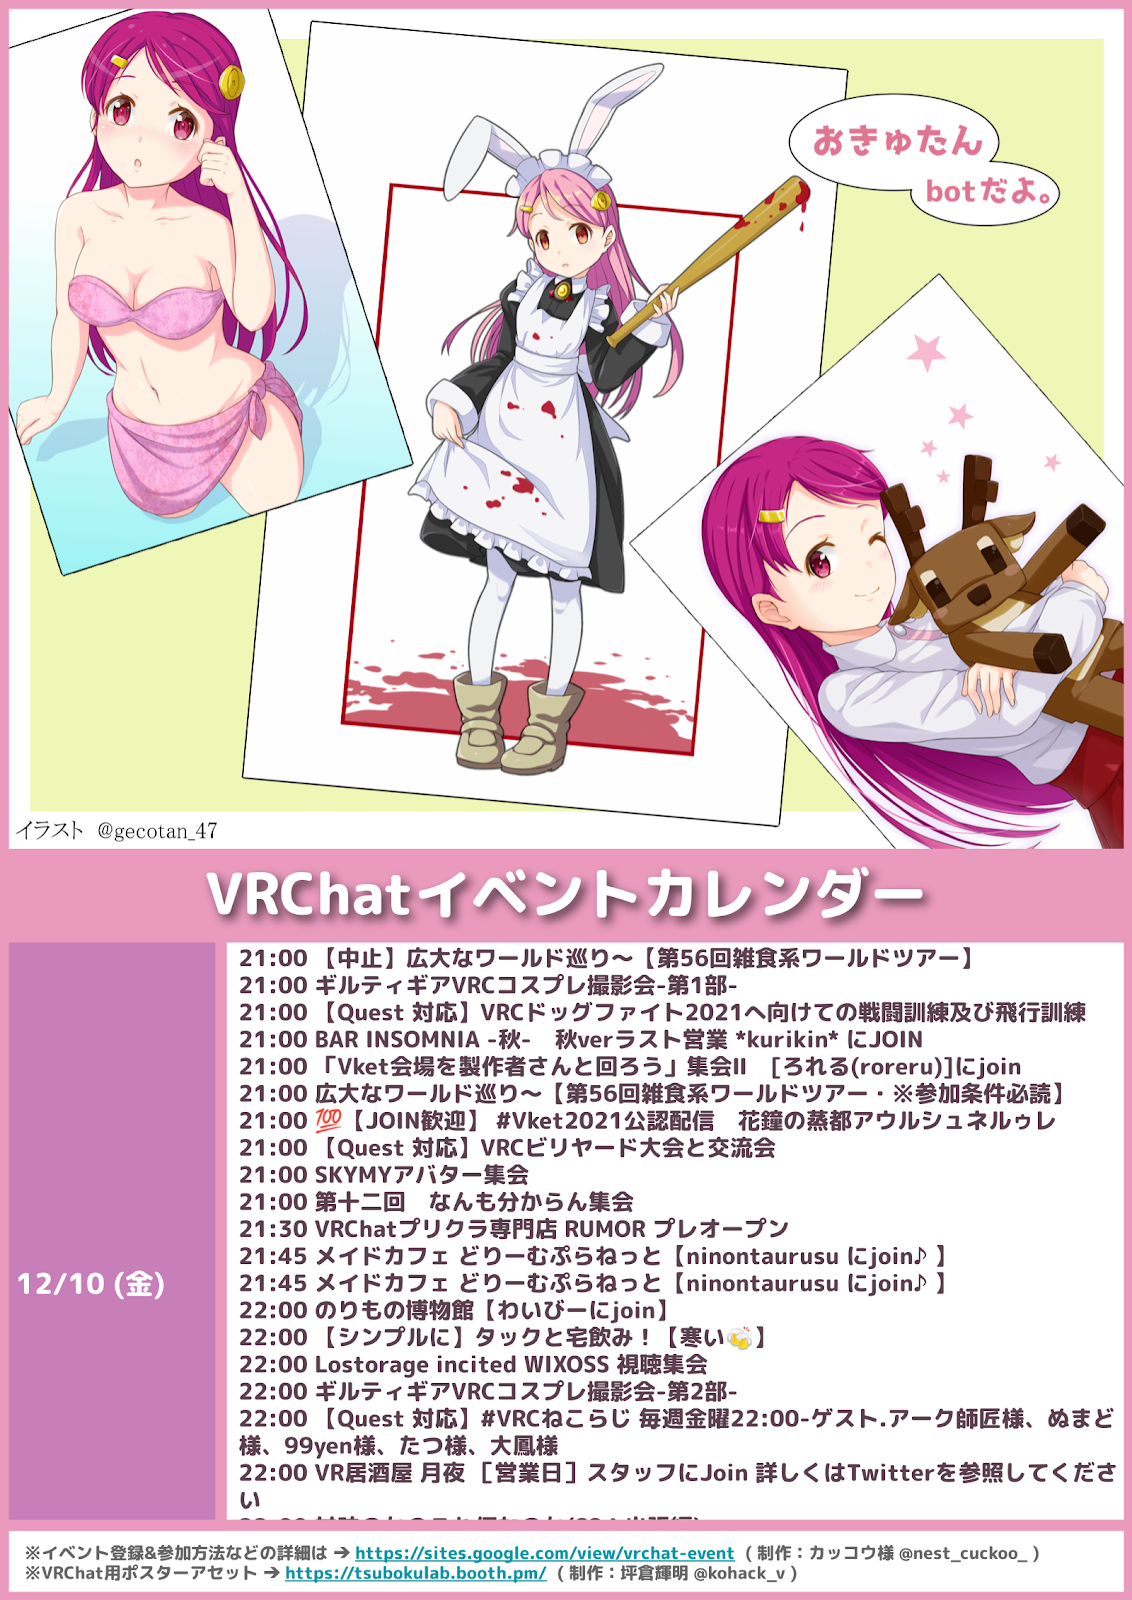 おきゅたん
botだよ。
イラスト @gecotan_47
VRChatイベントカレンダー
12/10 (金)
21:00 【中止】広大なワールド巡り～【第56回雑食系ワールドツアー】
21:00 ギルティギアVRCコスプレ撮影会-第1部-
21:00 【Quest 対応】VRCドッグファイト2021へ向けての戦闘訓練及び飛行訓練
21:00 BAR INSOMNIA -秋-　秋verラスト営業 *kurikin* にJOIN
21:00 「Vket会場を製作者さんと回ろう」集会II　[ろれる(roreru)]にjoin
21:00 広大なワールド巡り～【第56回雑食系ワールドツアー・※参加条件必読】
21:00 💯【JOIN歓迎】 #Vket2021公認配信　花鐘の蒸都アウルシュネルゥレ
21:00 【Quest 対応】VRCビリヤード大会と交流会
21:00 SKYMYアバター集会
21:00 第十二回　なんも分からん集会
21:30 VRChatプリクラ専門店 RUMOR プレオープン
21:45 メイドカフェ どりーむぷらねっと【ninontaurusu にjoin♪ 】
21:45 メイドカフェ どりーむぷらねっと【ninontaurusu にjoin♪ 】
22:00 のりもの博物館【わいびーにjoin】
22:00 【シンプルに】タックと宅飲み！【寒い🍻】
22:00 Lostorage incited WIXOSS 視聴集会
22:00 ギルティギアVRCコスプレ撮影会-第2部-
22:00 【Quest 対応】#VRCねこらじ 毎週金曜22:00-ゲスト.アーク師匠様、ぬまど
様、99yen様、たつ様、大鳳様
22:00 VR居酒屋 月夜［営業日］スタッフにJoin 詳しくはTwitterを参照してくださ
い
※イベント登録&参加方法などの詳細は ➔ https://sites.google.com/view/vrchat-event ( 制作：カッコウ様 @nest_cuckoo_ )
※VRChat用ポスターアセット ➔ https://tsubokulab.booth.pm/ ( 制作：坪倉輝明 @kohack_v )